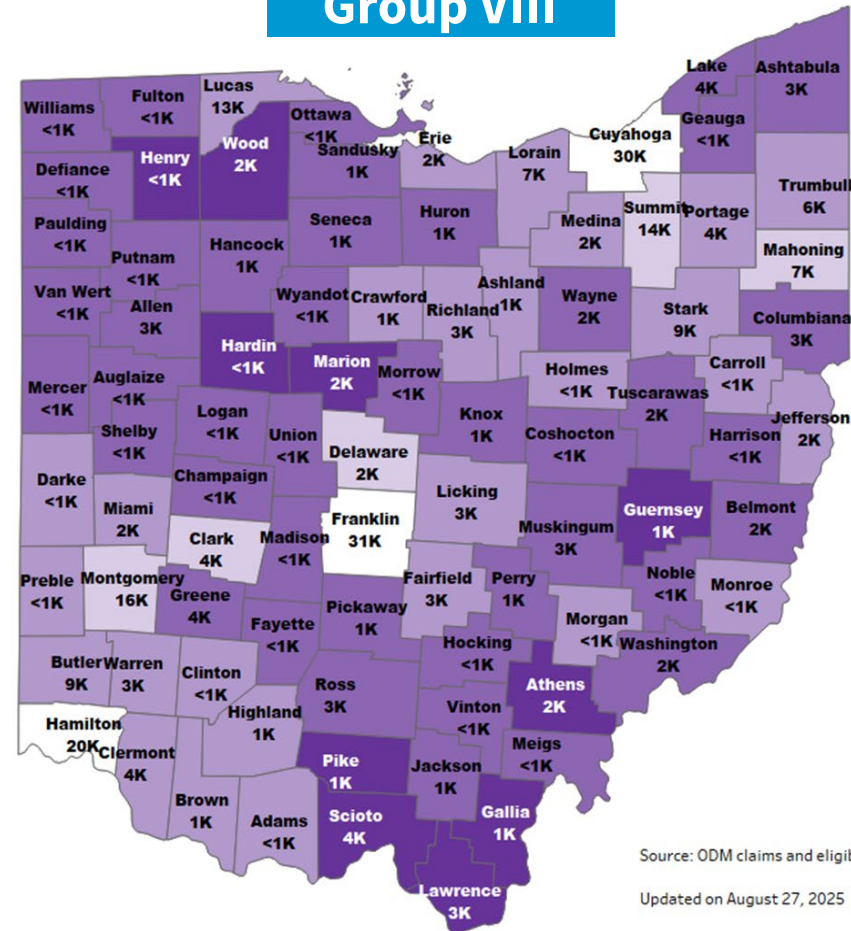 Group VIII
Williams
<1K
Fulton
<1K
Lucas
13K
Ottawa
<1K
Lake
4K
Ashtabula
3K
Henry
<1K
Wood
2K
Sandusky
1K
Erie
2K
Lorain
7K
Cuyahoga
30K
Geauga
<1K
Defiance
<1K
Trumbull
6K
Paulding
<1K
Seneca
1K
Huron
1K
Medina
2K
Summit
14K
Portage
4K
Putnam
<1K
Hancock
1K
Mahoning
7K
Van Wert
<1K
Allen
3K
Wyandot
<1K
Crawford
1K
Richland
3K
Ashland
1K
Wayne
2K
Stark
9K
Columbiana
3K
Hardin
<1K
Marion
2K
Morrow
<1K
Holmes
<1K
Carroll
<1K
Mercer
<1K
Auglaize
<1K
Tuscarawas
2K
Logan
<1K
Union
<1K
Knox
1K
Coshocton
<1K
Harrison
<1K
Jefferson
2K
Shelby
<1K
Delaware
2K
Darke
<1K
Champaign
<1K
Licking
3K
Guernsey
1K
Belmont
2K
Miami
2K
Clark
4K
Madison
<1K
Franklin
31K
Muskingum
3K
Preble
<1K
Montgomery
16K
Greene
4K
Fairfield
3K
Perry
1K
Noble
<1K
Monroe
<1K
Fayette
<1K
Pickaway
1K
Morgan
<1K
Hocking
<1K
Washington
2K
Butler
9K
Warren
3K
Clinton
<1K
Ross
3K
Athens
2K
Hamilton
20K
Highland
1K
Vinton
<1K
Meigs
<1K
Clermont
4K
Pike
1K
Jackson
1K
Brown
1K
Adams
<1K
Scioto
4K
Gallia
1K
Lawrence
3K
Source: ODM claims and eligib
Updated on August 27, 2025